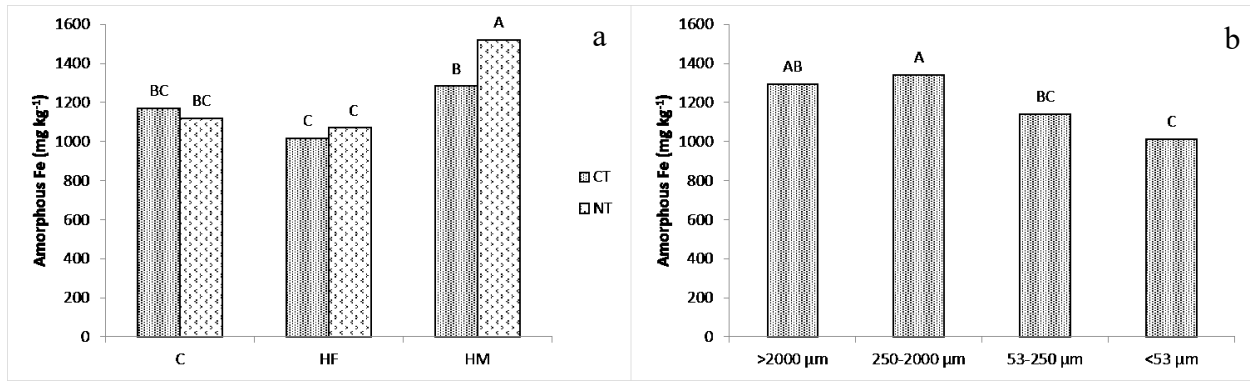 a
Amorphous Fe (mg kg⁻¹)
1600
1400
1200
1000
800
600
400
200
0
BC
BC
C
C
B
A
C
HF
HM
CT
NT
b
Amorphous Fe (mg kg⁻¹)
1600
1400
1200
1000
800
600
400
200
0
AB
A
BC
C
>2000 µm
250-2000 µm
53-250 µm
<53 µm